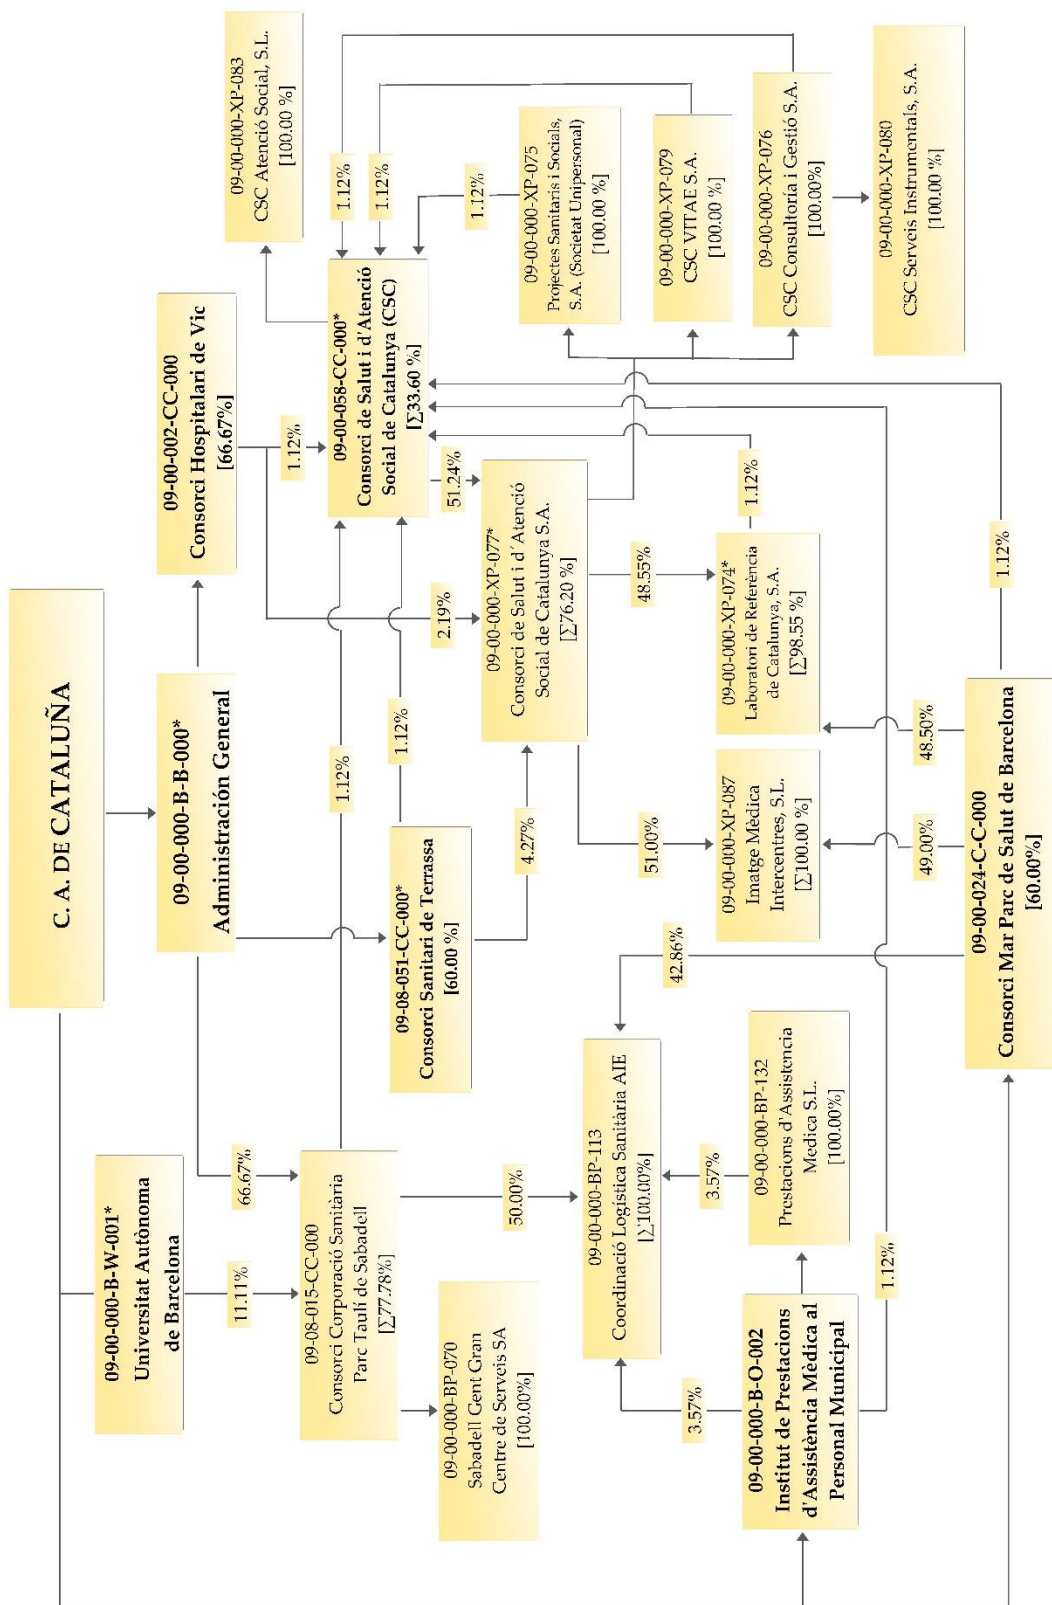 C. A. DE CATALUÑA
09-00-000-B-W-001*
Universitat Autònoma
de Barcelona
09-00-000-B-B-000*
Administración General
09-00-002-CC-000
Consorci Hospitalari de Vic
[66.67%]
09-00-000-XP-083
CSC Atenció Social, S.L.
[100.00 %]
11.11%
66.67%
1.12%
1.12%
1.12%
09-08-015-CC-000
Consorci Corporació Sanitària
Parc Taulí de Sabadell
[∑77.78%]
1.12%
2.19%
09-00-058-CC-000*
Consorci de Salut i d'Atenció
Social de Catalunya (CSC)
[∑33.60 %]
09-08-051-CC-000*
Consorci Sanitari de Terrassa
[60.00 %]
1.12%
51.24%
1.12%
09-00-000-BP-070
Sabadell Gent Gran
Centre de Serveis SA
[100.00%]
50.00%
4.27%
09-00-000-XP-077*
Consorci de Salut i d´Atenció
Social de Catalunya S.A.
[∑76.20 %]
09-00-000-XP-075
Projectes Sanitaris i Socials,
S.A. (Societat Unipersonal)
[100.00 %]
09-00-000-BP-113
Coordinació Logística Sanitària AIE
[∑100.00%]
51.00%
48.55%
09-00-000-XP-079
CSC VITAE S.A.
[100.00 %]
3.57%
3.57%
42.86%
09-00-000-XP-087
Imatge Mèdica
Intercentres, S.L.
[∑100.00 %]
09-00-000-XP-074*
Laboratori de Referència
de Catalunya, S.A.
[∑98.55 %]
1.12%
09-00-000-XP-076
CSC Consultoria i Gestió S.A.
[100.00%]
09-00-000-B-O-002
Institut de Prestacions
d'Assistència Mèdica al
Personal Municipal
09-00-000-BP-132
Prestacions d'Assistencia
Medica S.L.
[100.00%]
49.00%
48.50%
09-00-000-XP-080
CSC Serveis Instrumentals, S.A.
[100.00 %]
1.12%
1.12%
09-00-024-C-C-000
Consorci Mar Parc de Salut de Barcelona
[60.00%]